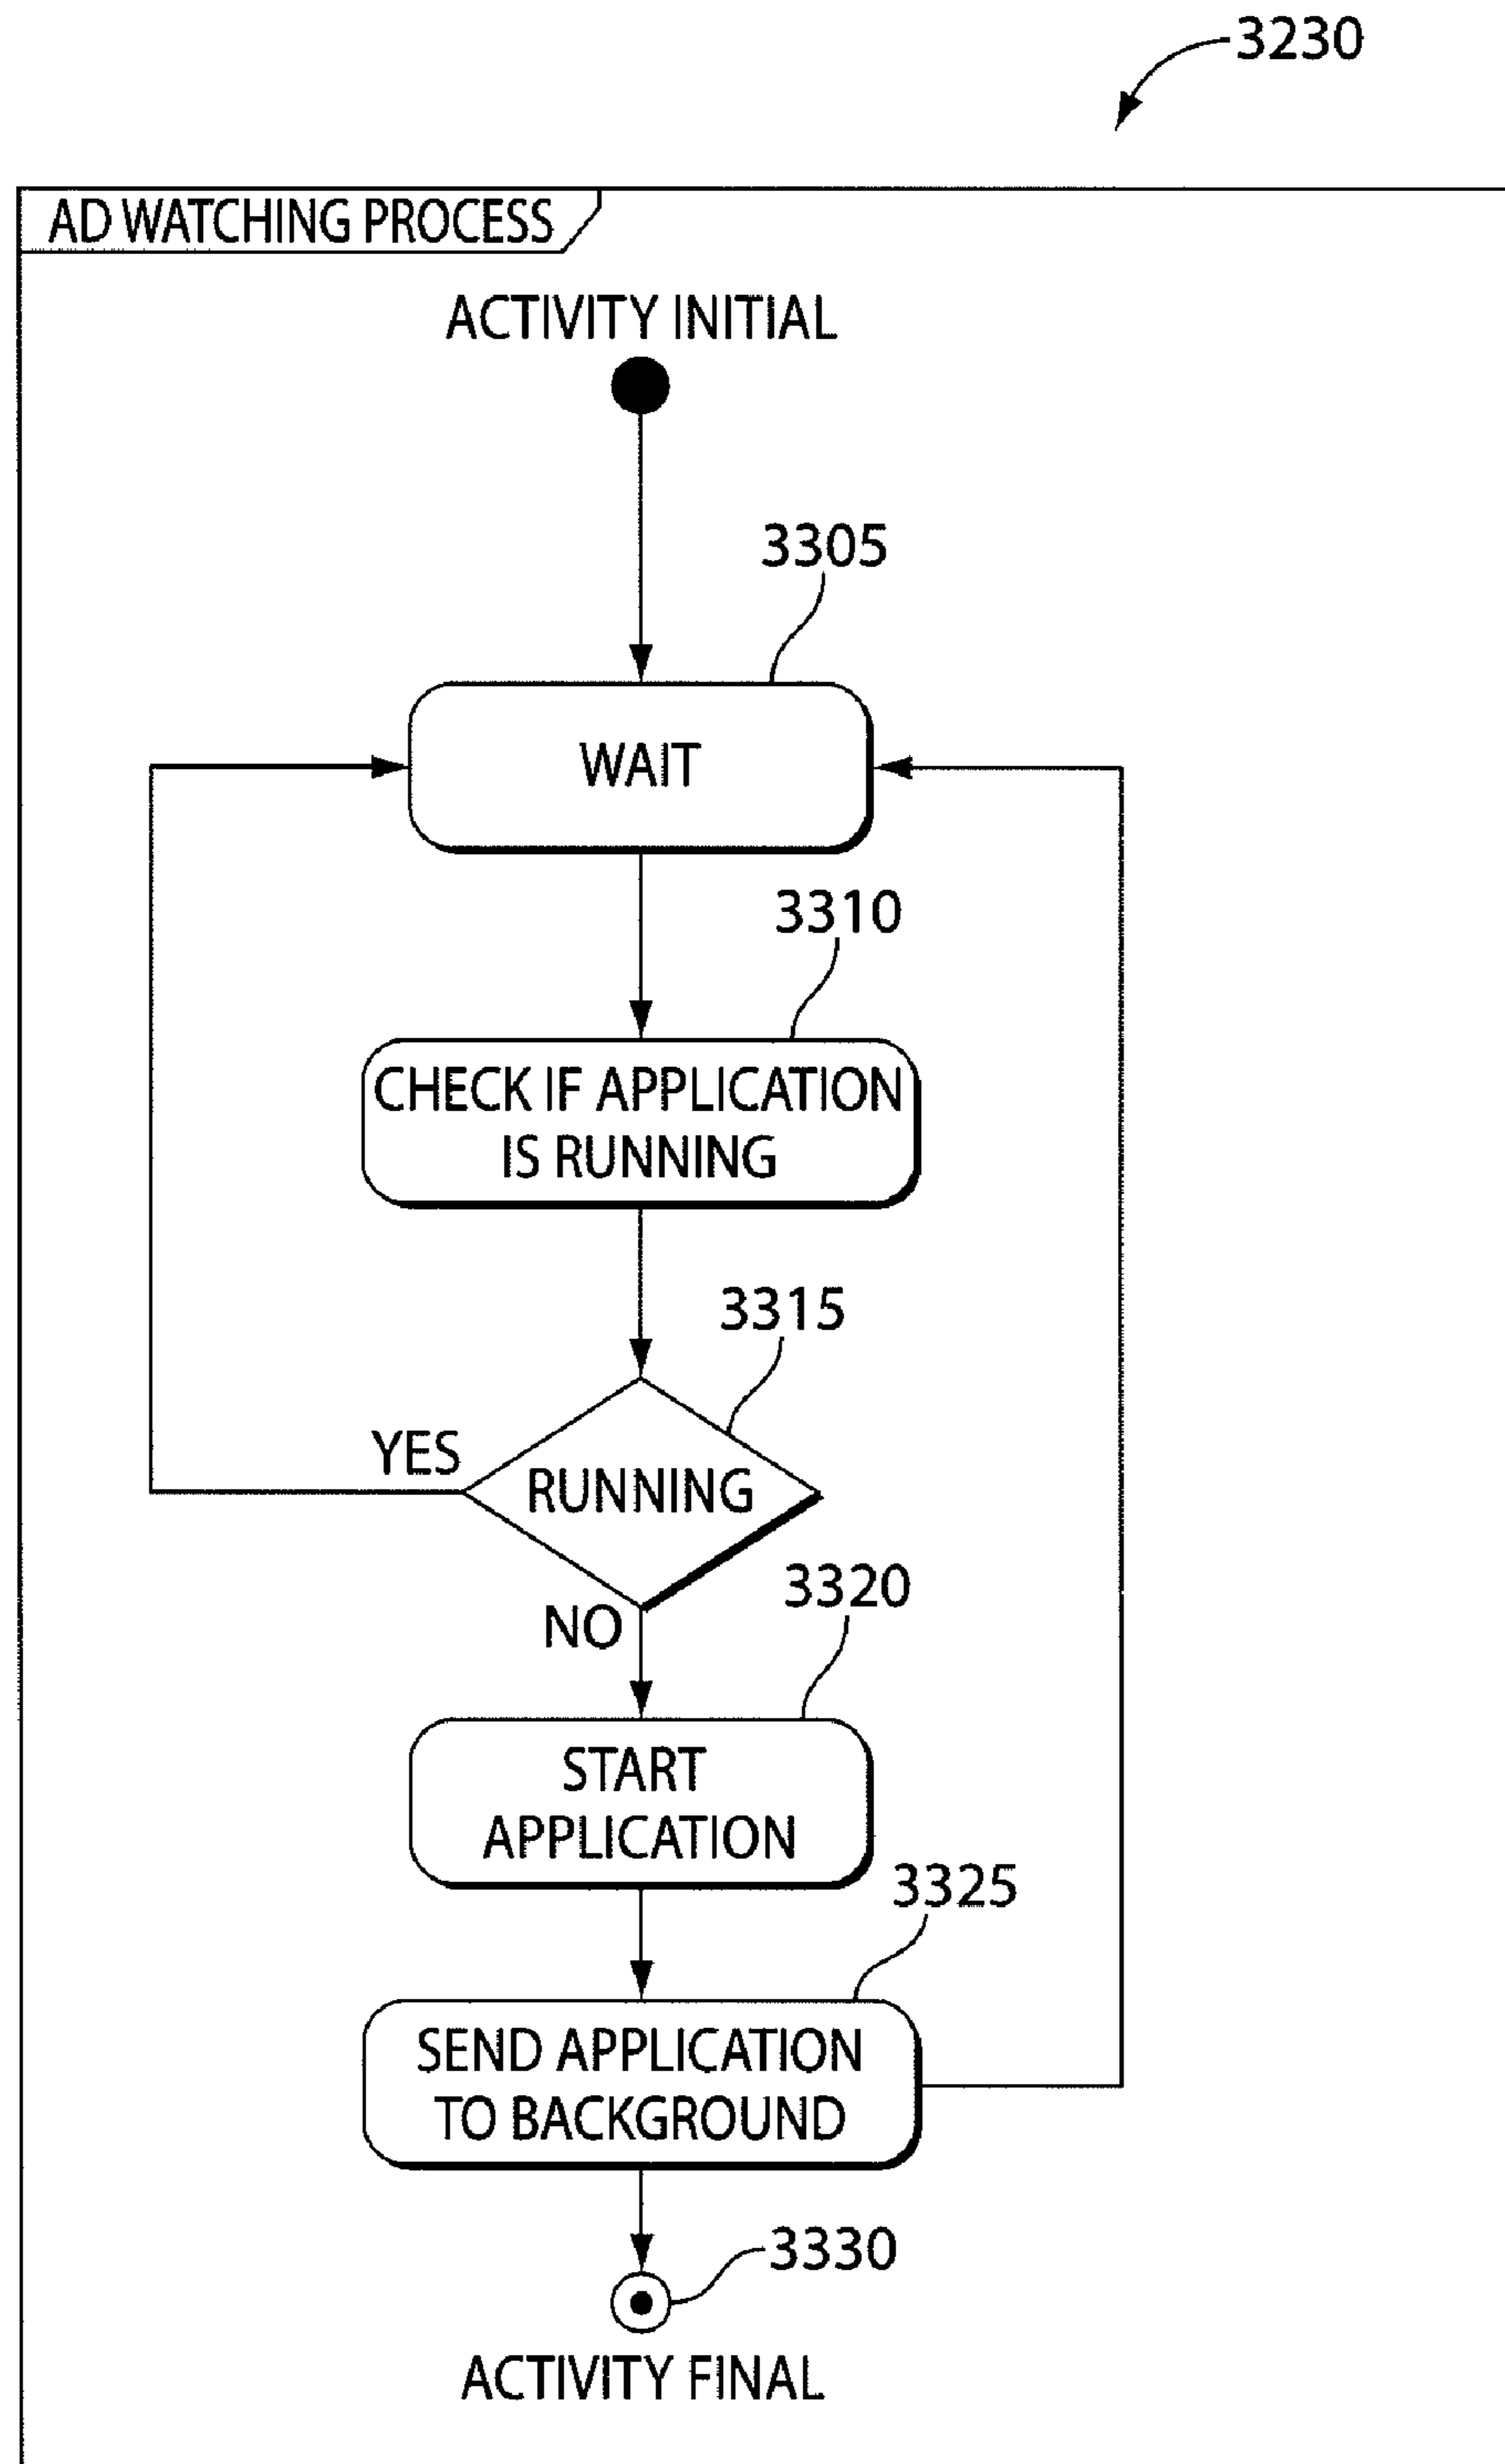 3230
AD WATCHING PROCESS
ACTIVITY INITIAL
3305
WAIT
3310
CHECK IF APPLICATION
IS RUNNING
3315
YES
RUNNING
NO
3320
START
APPLICATION
3325
SEND APPLICATION
TO BACKGROUND
3330
ACTIVITY FINAL